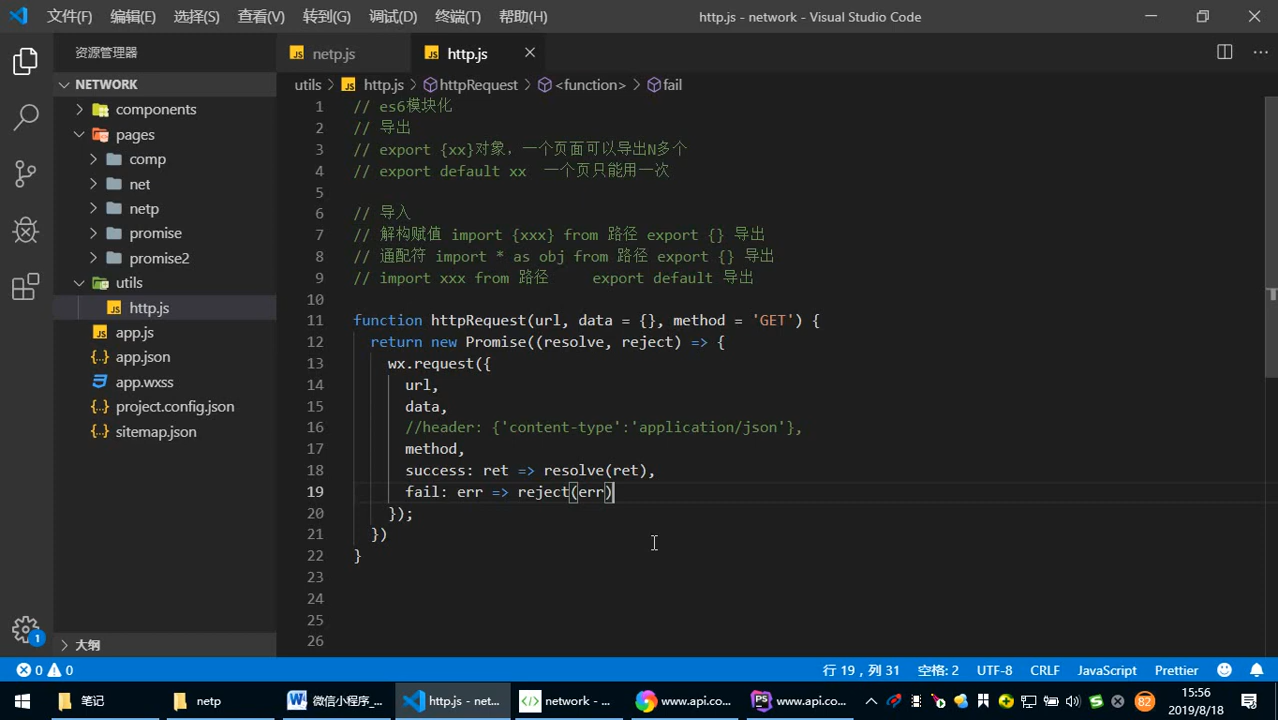 文件(F) 编辑(E) 选择(S) 查看(V) 转到(G) 调试(D) 终端(T) 帮助(H) http.js - network - Visual Studio Code
资源管理器
JS netp.js
JS http.js
NETWORK
utils > JS http.js > httpRequest > <function> > fail
components
pages
comp
net
netp
promise
promise2
utils
JS http.js
JS app.js
{..} app.json
app.wxss
{..} project.config.json
{..} sitemap.json
大纲
1 // es6模块化
2 // 导出
3 // export {xx}对象，一个页面可以导出N多个
4 // export default xx 一个页只能用一次
5
6 // 导入
7 // 解构赋值 import {xxx} from 路径 export {} 导出
8 // 通配符 import * as obj from 路径 export {} 导出
9 // import xxx from 路径 export default 导出
10
11 function httpRequest(url, data = {}, method = 'GET') {
12 return new Promise((resolve, reject) => {
13 wx.request({
14 url,
15 data,
16 //header: {'content-type':'application/json'},
17 method,
18 success: ret => resolve(ret),
19 fail: err => reject(err)
20 });
21 })
22 }
23
24
25
26
1
0 0 行 19，列 31 空格: 2 UTF-8 CRLF JavaScript Prettier
笔记 netp 微信小程序_... http.js - net... network - ... www.api.co... www.api.co... 82
15:56
2019/8/18